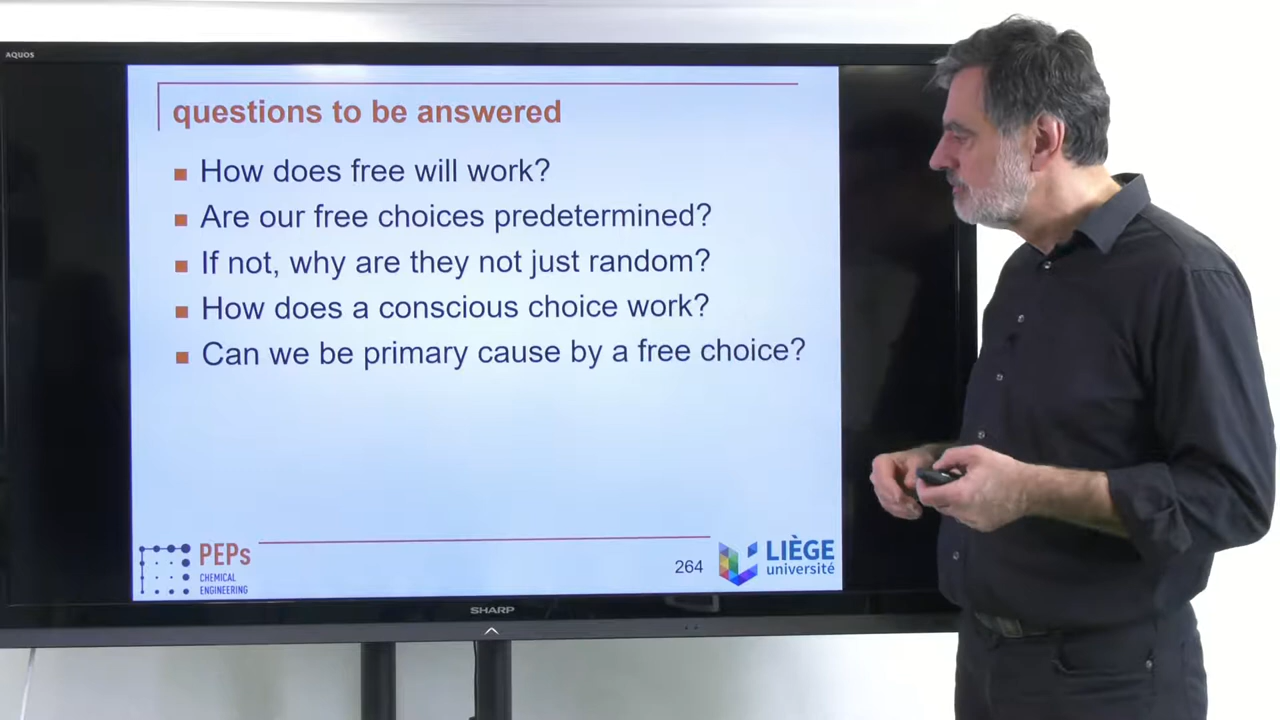 AQUOS
questions to be answered
How does free will work?
Are our free choices predetermined?
If not, why are they not just random?
How does a conscious choice work?
Can we be primary cause by a free choice?
PEPs
CHEMICAL
ENGINEERING
264
LIÈGE
université
SHARP